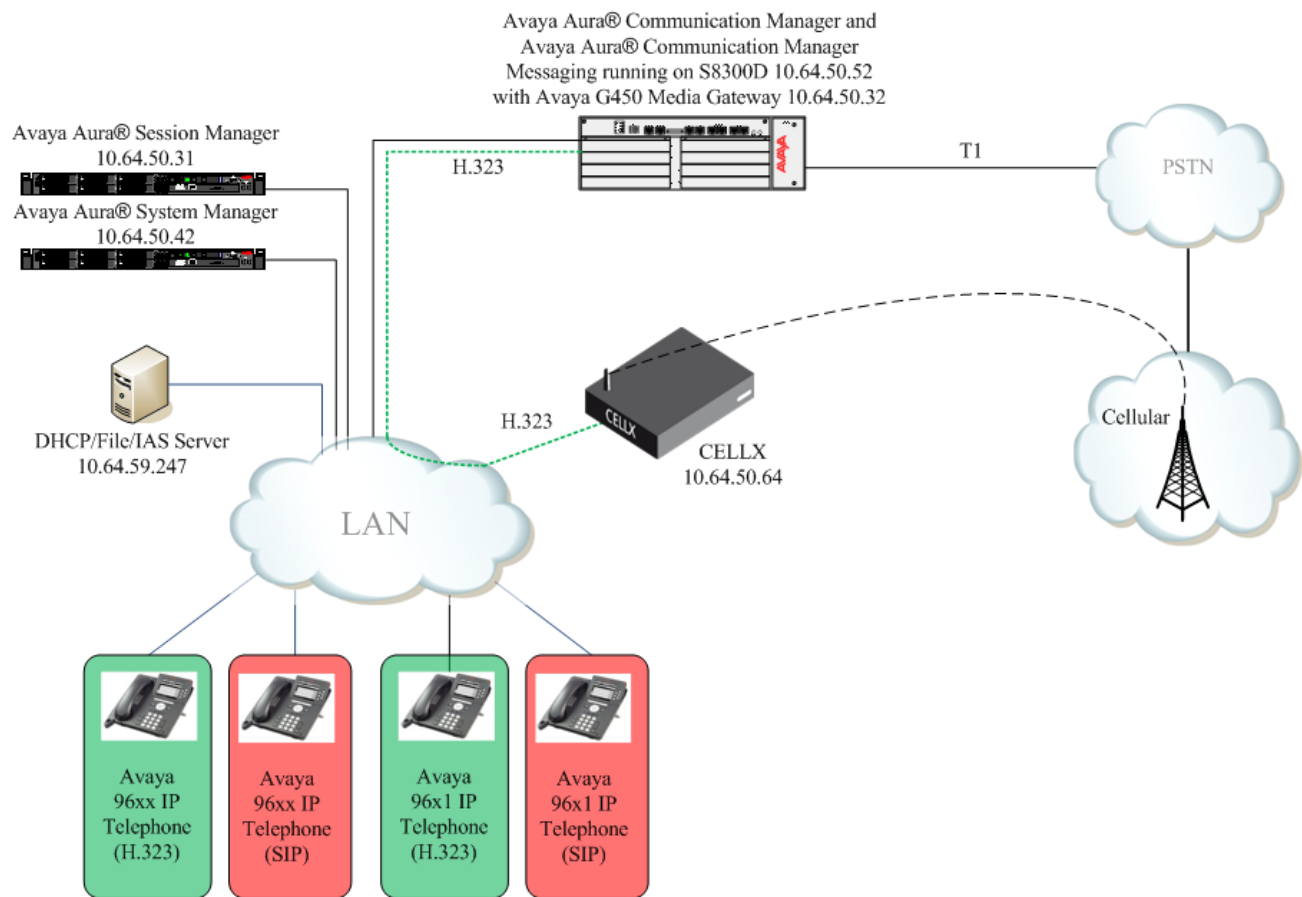 Avaya Aura® Communication Manager and
Avaya Aura® Communication Manager
Messaging running on S8300D 10.64.50.52
with Avaya G450 Media Gateway 10.64.50.32
Avaya Aura® Session Manager
10.64.50.31
Avaya Aura® System Manager
10.64.50.42
H.323
AVAYA
T1
PSTN
DHCP/File/IAS Server
10.64.59.247
H.323
CELLX
CELLX
10.64.50.64
Cellular
LAN
Avaya
96xx IP
Telephone
(H.323)
Avaya
96xx IP
Telephone
(SIP)
Avaya
96x1 IP
Telephone
(H.323)
Avaya
96x1 IP
Telephone
(SIP)